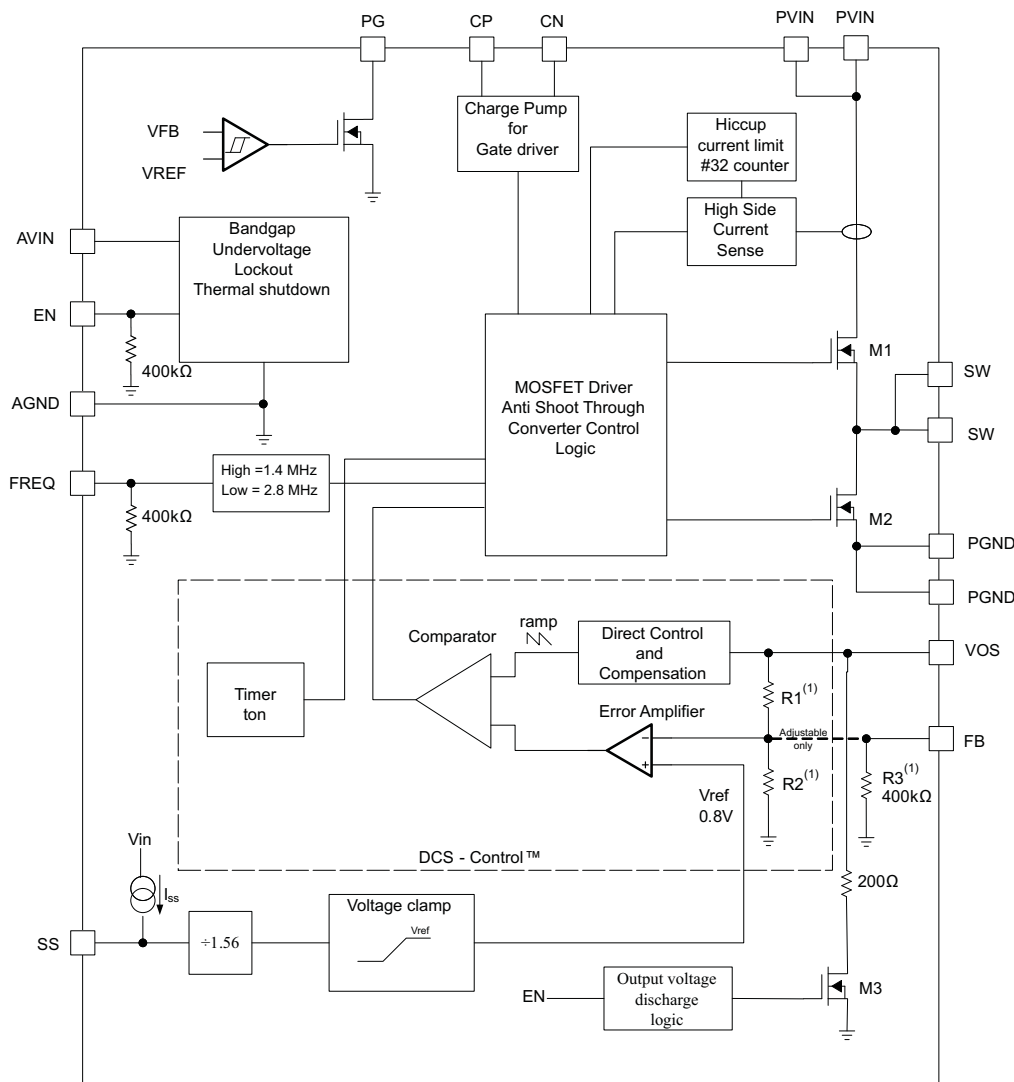 PG
CP
CN
PVIN
PVIN
VFB
VREF
Charge Pump
for
Gate driver
Hiccup
current limit
#32 counter
High Side
Current
Sense
AVIN
Bandgap
Undervoltage
Lockout
Thermal shutdown
EN
400kΩ
AGND
MOSFET Driver
Anti Shoot Through
Converter Control
Logic
M1
SW
SW
FREQ
High =1.4 MHz
Low = 2.8 MHz
400kΩ
M2
PGND
PGND
Comparator
ramp
Direct Control
and
Compensation
VOS
Timer
ton
R1(1)
Error Amplifier
−
+
Adjustable
only
FB
R2(1)
R3(1)
400kΩ
Vref
0.8V
DCS - Control™
Vin
Iss
200Ω
SS
÷1.56
Voltage clamp
Vref
EN
Output voltage
discharge
logic
M3